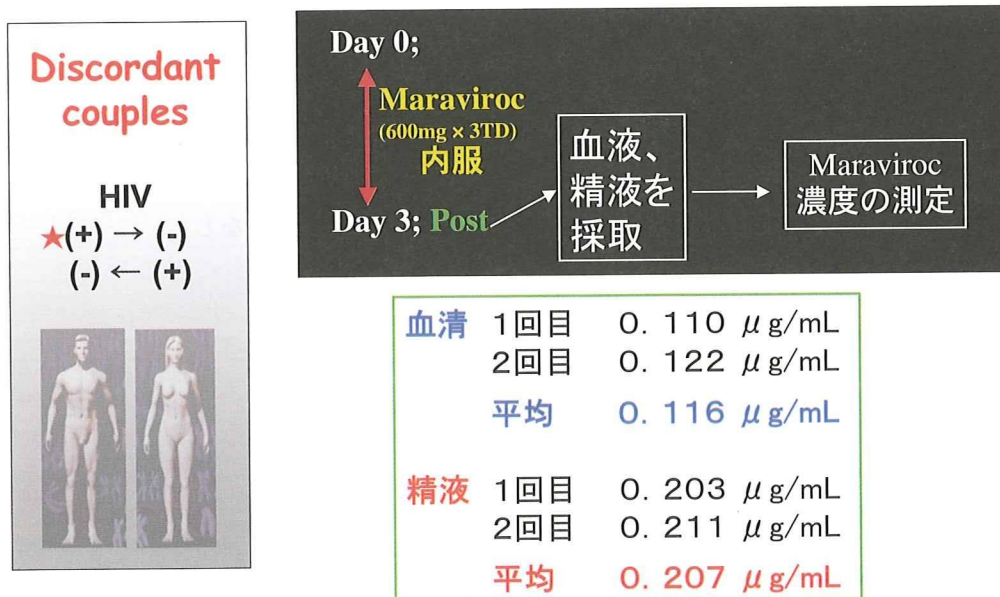 Discordant
couples
HIV
★(+) → (-)
(-) ← (+)
Day 0;
Maraviroc
(600mg × 3TD)
内服
Day 3; Post
血液、
精液を
採取
Maraviroc
濃度の測定
血清 1回目 0. 110 μg/mL
2回目 0. 122 μg/mL
平均 0. 116 μg/mL
精液 1回目 0. 203 μg/mL
2回目 0. 211 μg/mL
平均 0. 207 μg/mL